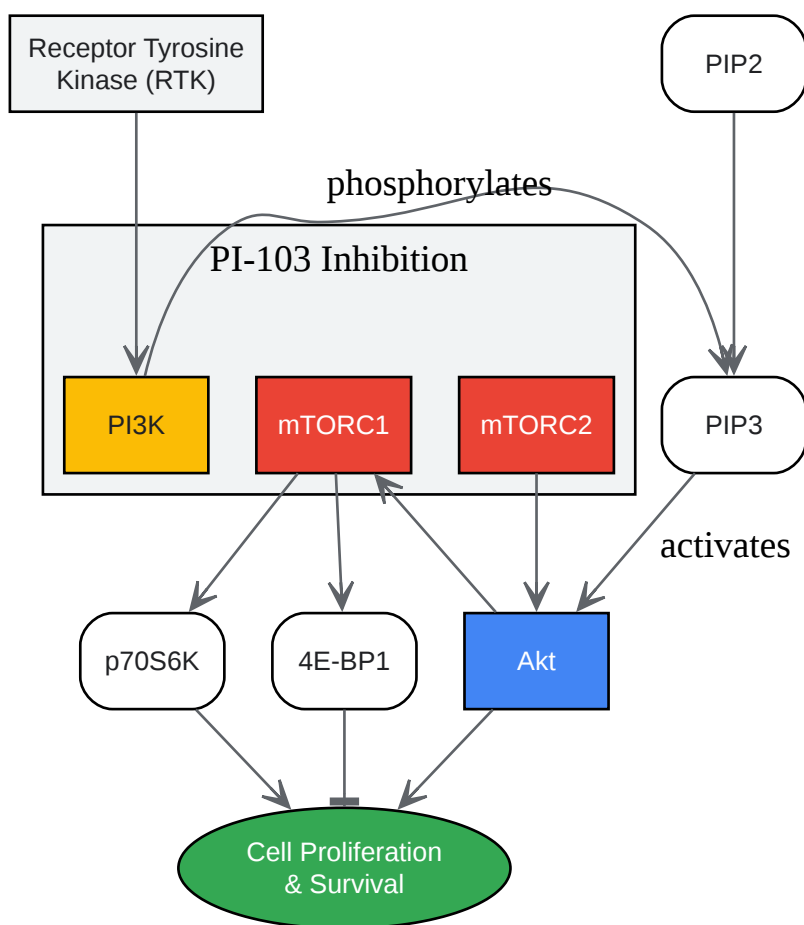 Receptor Tyrosine
Kinase (RTK)
PIP2
phosphorylates
PI-103 Inhibition
PI3K
mTORC1
mTORC2
PIP3
activates
p70S6K
4E-BP1
Akt
Cell Proliferation
& Survival